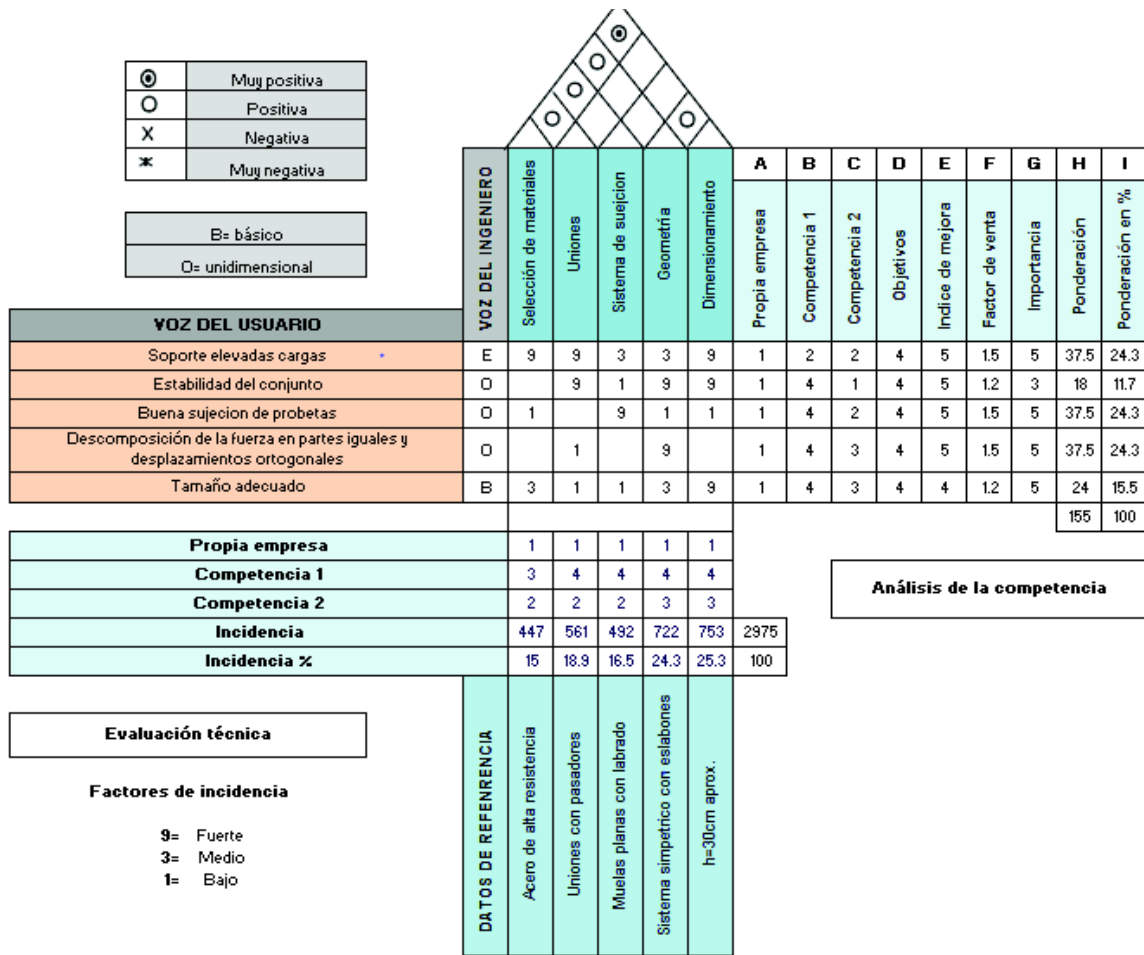 Muy positiva
O Positiva
X Negativa
Muy negativa
B= básico
O= unidimensional
VOZ DEL INGENIERO
Selección de materiales
Uniones
Sistema de suejcion
Geometría
Dimensionamiento
A B C D E F G H I
Propia empresa
Competencia 1
Competencia 2
Objetivos
Indice de mejora
Factor de venta
Importancia
Ponderación
Ponderación en %
VOZ DEL USUARIO
Soporte elevadas cargas E 9 9 3 3 9 1 2 2 4 5 1.5 5 37.5 24.3
Estabilidad del conjunto O 9 1 9 9 1 4 1 4 5 1.2 3 18 11.7
Buena sujecion de probetas O 1 9 1 1 1 4 2 4 5 1.5 5 37.5 24.3
Descomposición de la fuerza en partes iguales y
desplazamientos ortogonales O 1 9 1 4 3 4 5 1.5 5 37.5 24.3
Tamaño adecuado B 3 1 1 3 9 1 4 3 4 4 1.2 5 24 15.5
155 100
Propia empresa 1 1 1 1 1
Competencia 1 3 4 4 4 4
Competencia 2 2 2 2 3 3
Incidencia 447 561 492 722 753 2975
Incidencia % 15 18.9 16.5 24.3 25.3 100
Análisis de la competencia
Evaluación técnica
Factores de incidencia
9= Fuerte
3= Medio
1= Bajo
DATOS DE REFENRENCIA
Acero de alta resistencia
Uniones con pasadores
Muelas planas con labrado
Sistema simpetrico con eslabones
h=30cm aprox.